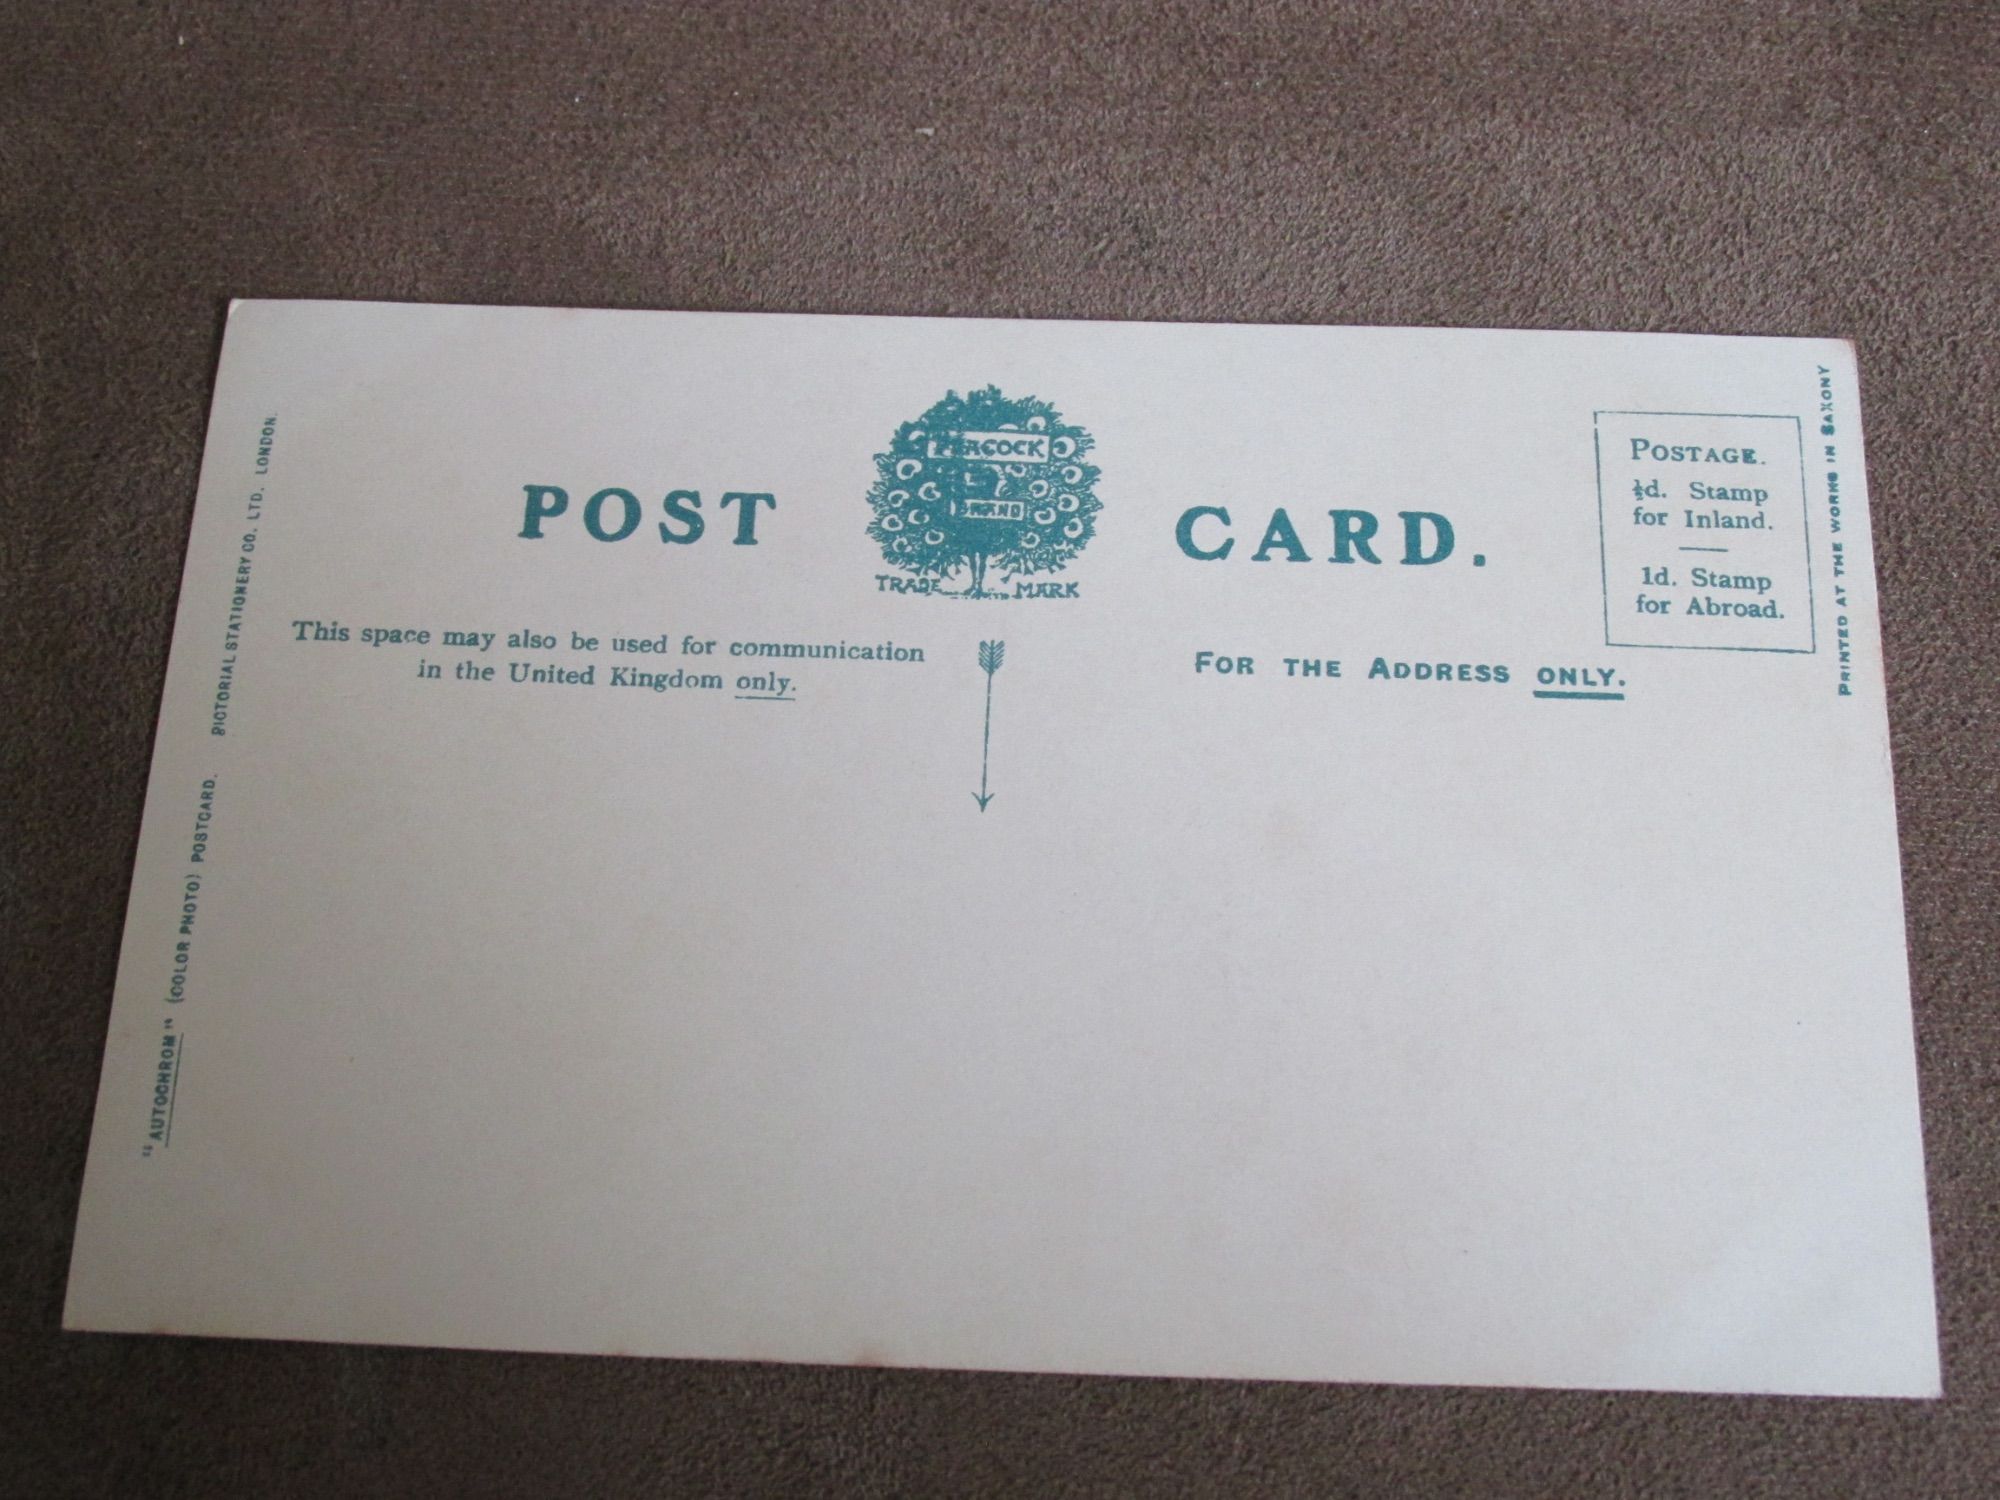 POST CARD.
PEACOCK
BRAND
TRADE MARK
This space may also be used for communication
in the United Kingdom only.
FOR THE ADDRESS ONLY.
POSTAGE.
½d. Stamp
for Inland.
1d. Stamp
for Abroad.
"AUTOCHROM" (COLOR PHOTO) POSTCARD. PICTORIAL STATIONERY CO. LTD. LONDON.
PRINTED AT THE WORKS IN SAXONY